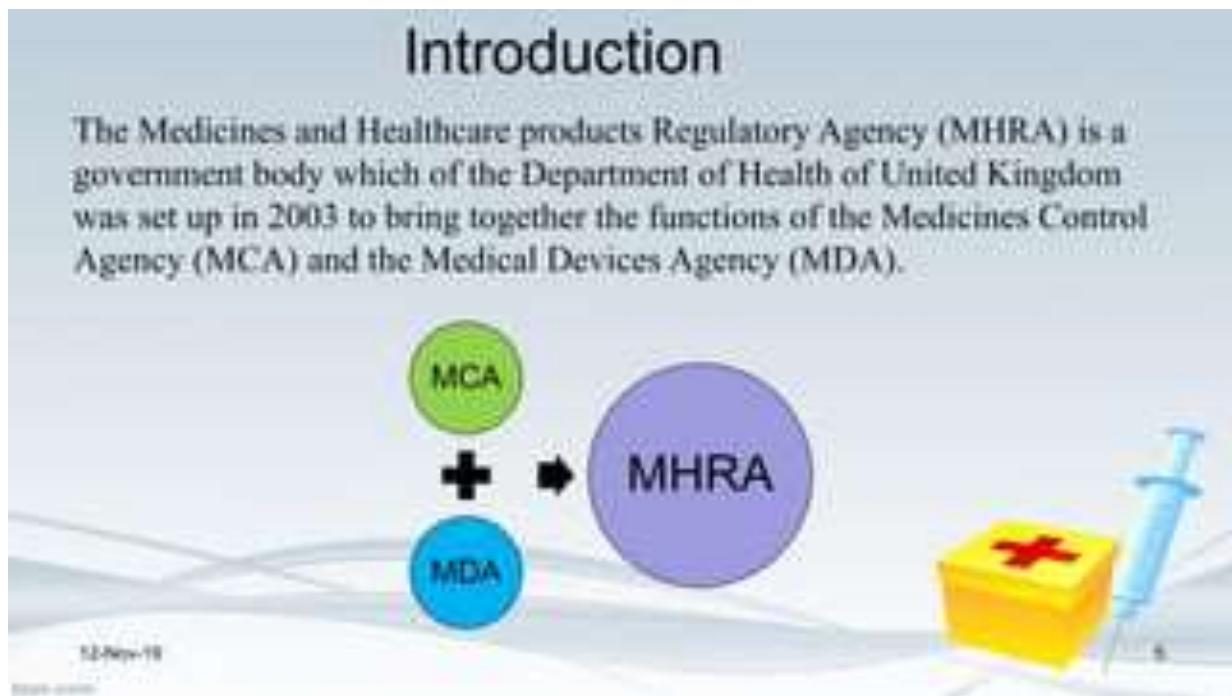 Introduction
The Medicines and Healthcare products Regulatory Agency (MHRA) is a
government body which of the Department of Health of United Kingdom
was set up in 2003 to bring together the functions of the Medicines Control
Agency (MCA) and the Medical Devices Agency (MDA).
MCA
MHRA
MDA